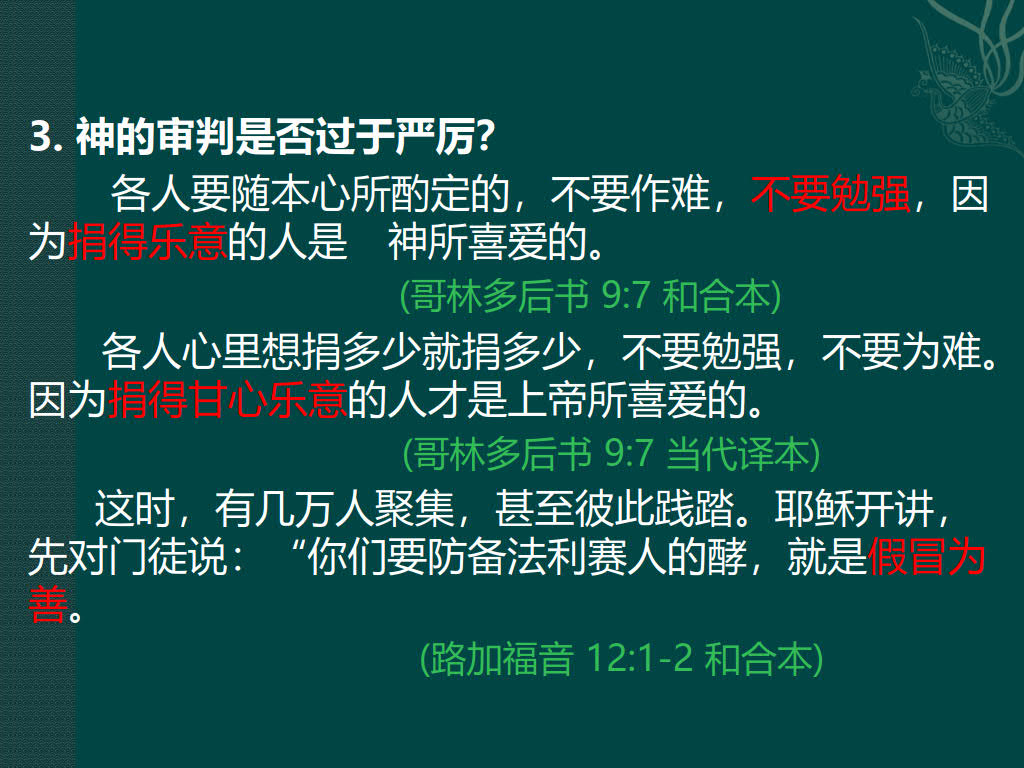 3. 神的审判是否过于严厉?
各人要随本心所酌定的，不要作难，不要勉强，因
为捐得乐意的人是　神所喜爱的。
(哥林多后书 9:7 和合本)
各人心里想捐多少就捐多少，不要勉强，不要为难。
因为捐得甘心乐意的人才是上帝所喜爱的。
(哥林多后书 9:7 当代译本)
这时，有几万人聚集，甚至彼此践踏。耶稣开讲，
先对门徒说：“你们要防备法利赛人的酵，就是假冒为
善。
(路加福音 12:1-2 和合本)